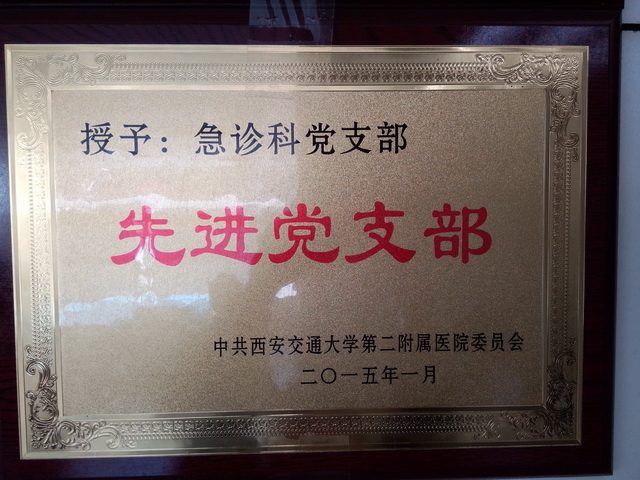 授予：急诊科党支部
先进党支部
中共西安交通大学第二附属医院委员会
二〇一五年一月